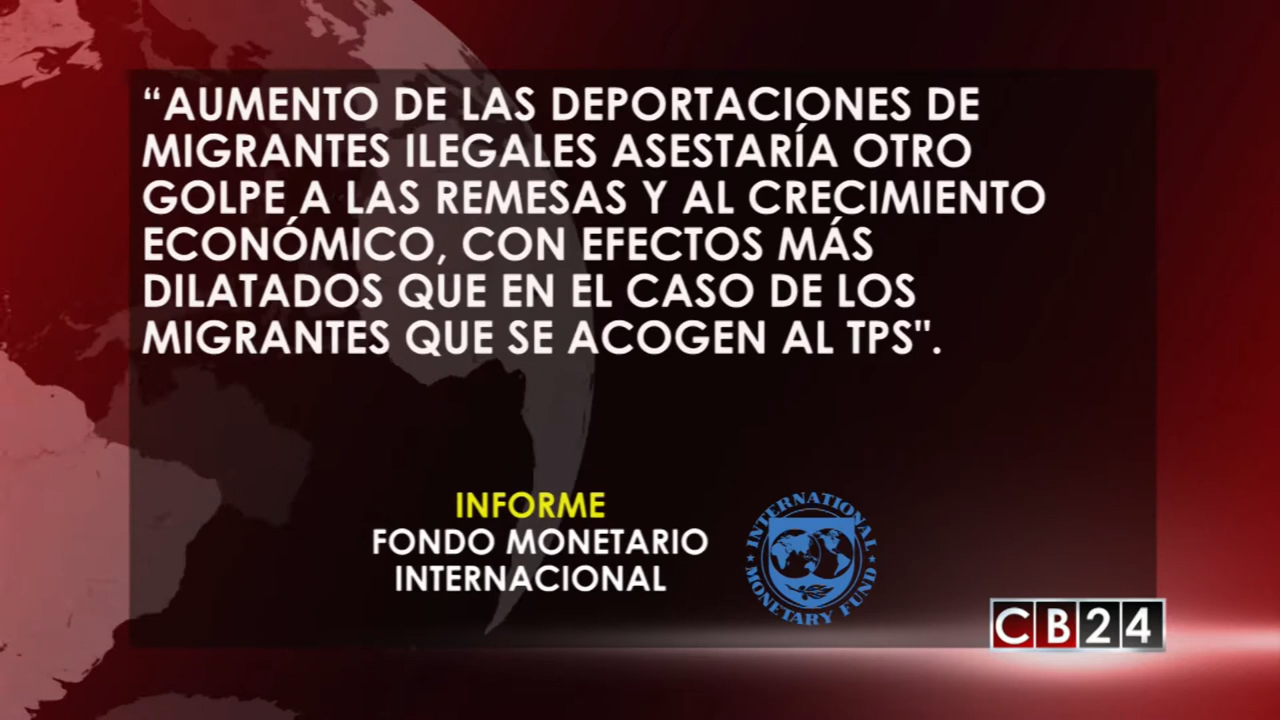 “AUMENTO DE LAS DEPORTACIONES DE
MIGRANTES ILEGALES ASESTARÍA OTRO
GOLPE A LAS REMESAS Y AL CRECIMIENTO
ECONÓMICO, CON EFECTOS MÁS
DILATADOS QUE EN EL CASO DE LOS
MIGRANTES QUE SE ACOGEN AL TPS".
INFORME
FONDO MONETARIO
INTERNACIONAL
INTERNATIONAL
MONETARY FUND
CB24